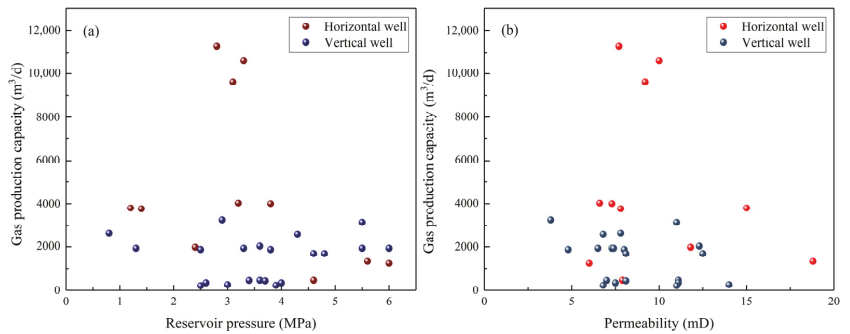 (a)
Horizontal well
Vertical well
12,000
10,000
8000
6000
4000
2000
0
Gas production capacity (m³/d)
0 1 2 3 4 5 6 7
Reservoir pressure (MPa)
(b)
Horizontal well
Vertical well
12,000
10,000
8000
6000
4000
2000
0
Gas production capacity (m³/d)
0 5 10 15 20
Permeability (mD)